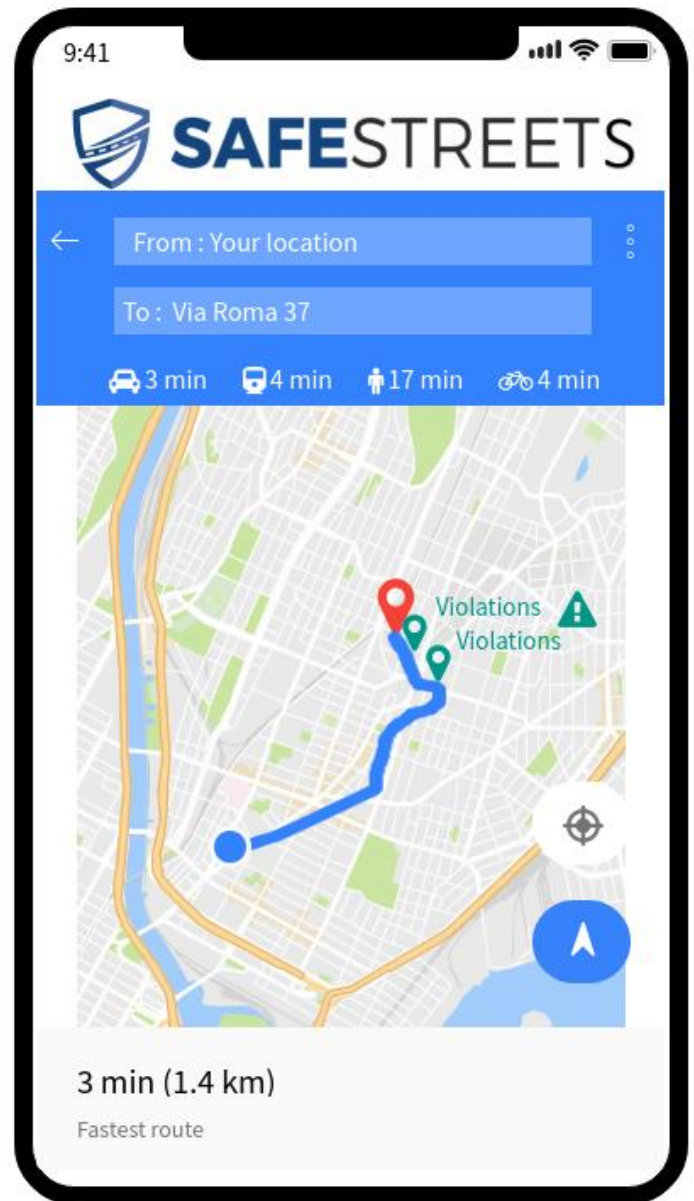 9:41
SAFESTREETS
From : Your location
To : Via Roma 37
3 min 4 min 17 min 4 min
Violations
Violations
3 min (1.4 km)
Fastest route